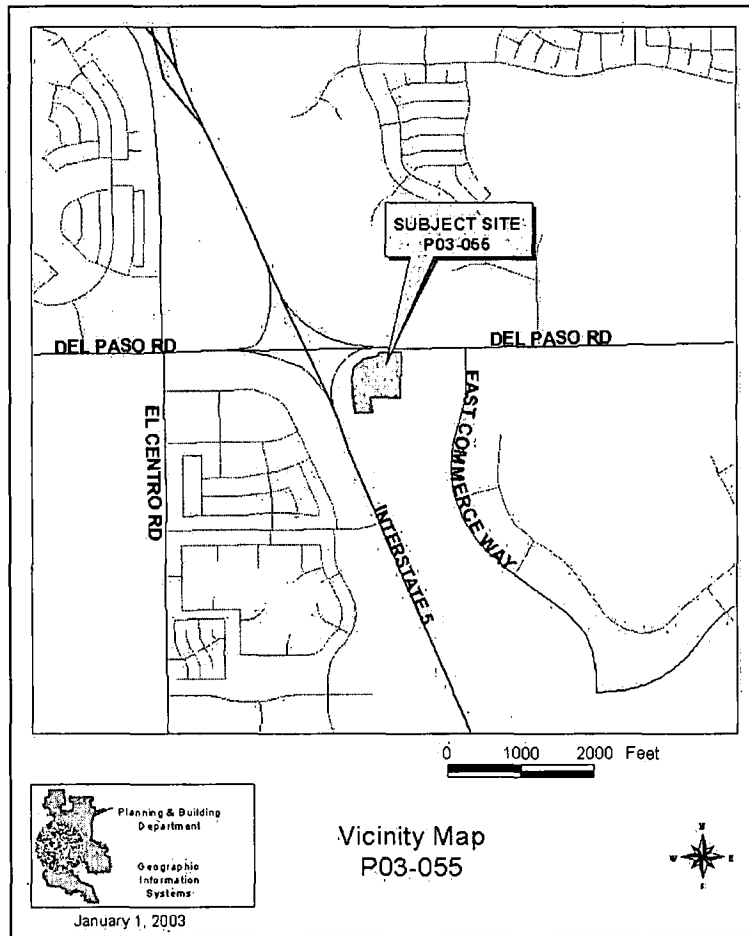 SUBJECT SITE
P03-055
DEL PASO RD
DEL PASO RD
EL CENTRO RD
EAST COMMERCE WAY
INTERSTATE 5
0 1000 2000 Feet
Planning & Building
Department
Geographic
Information
Systems
January 1, 2003
Vicinity Map
P03-055
N
W
E
S